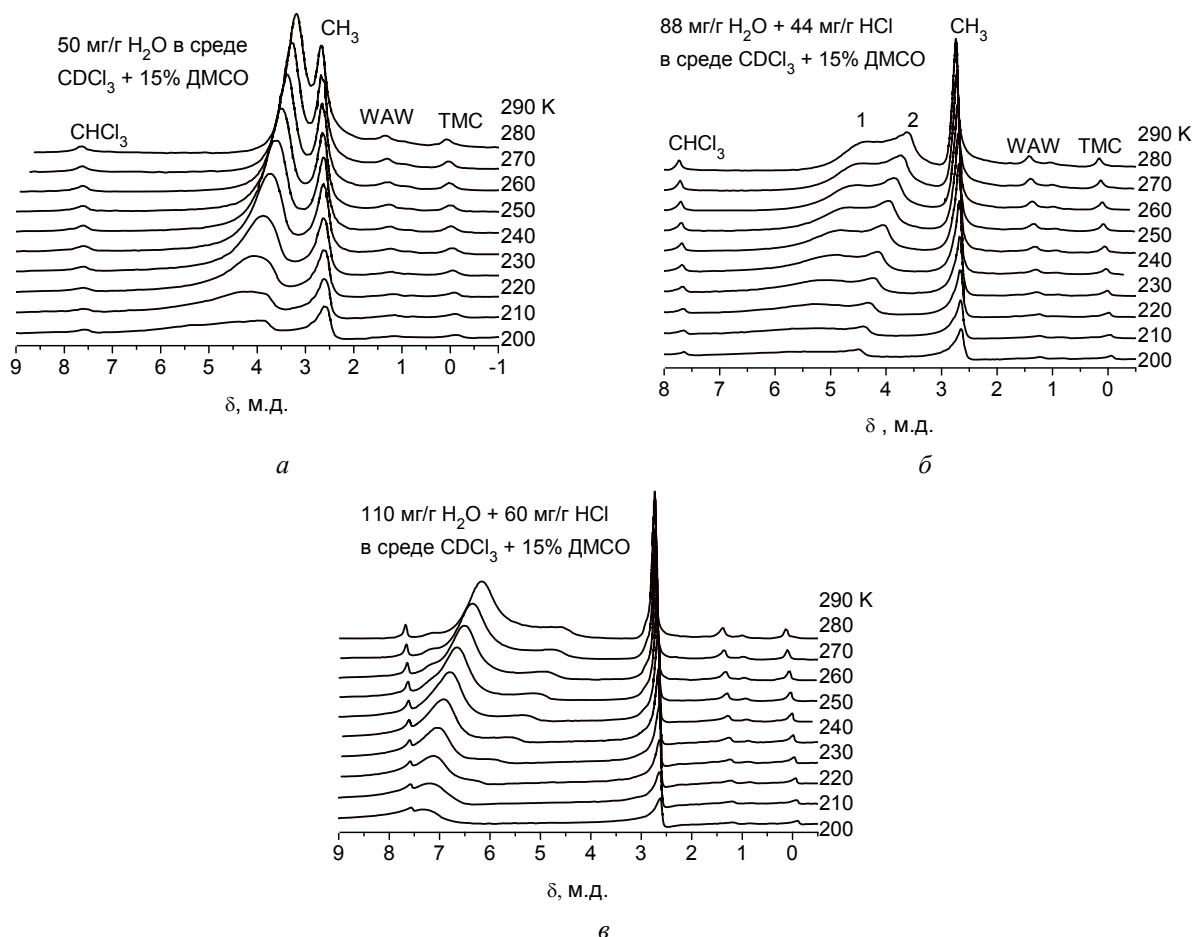 50 мг/г H₂O в среде
CDCl₃ + 15% ДМСО
CH₃
CHCl₃
WAW
TMC
290 K
280
270
260
250
240
230
220
210
200
9 8 7 6 5 4 3 2 1 0 -1
δ, м.д.
а
88 мг/г H₂O + 44 мг/г HCl
в среде CDCl₃ + 15% ДМСО
CH₃
1 2
CHCl₃
WAW
TMC
290 K
280
270
260
250
240
230
220
210
200
8 7 6 5 4 3 2 1 0
δ , м.д.
б
110 мг/г H₂O + 60 мг/г HCl
в среде CDCl₃ + 15% ДМСО
290 K
280
270
260
250
240
230
220
210
200
9 8 7 6 5 4 3 2 1 0
δ, м.д.
в